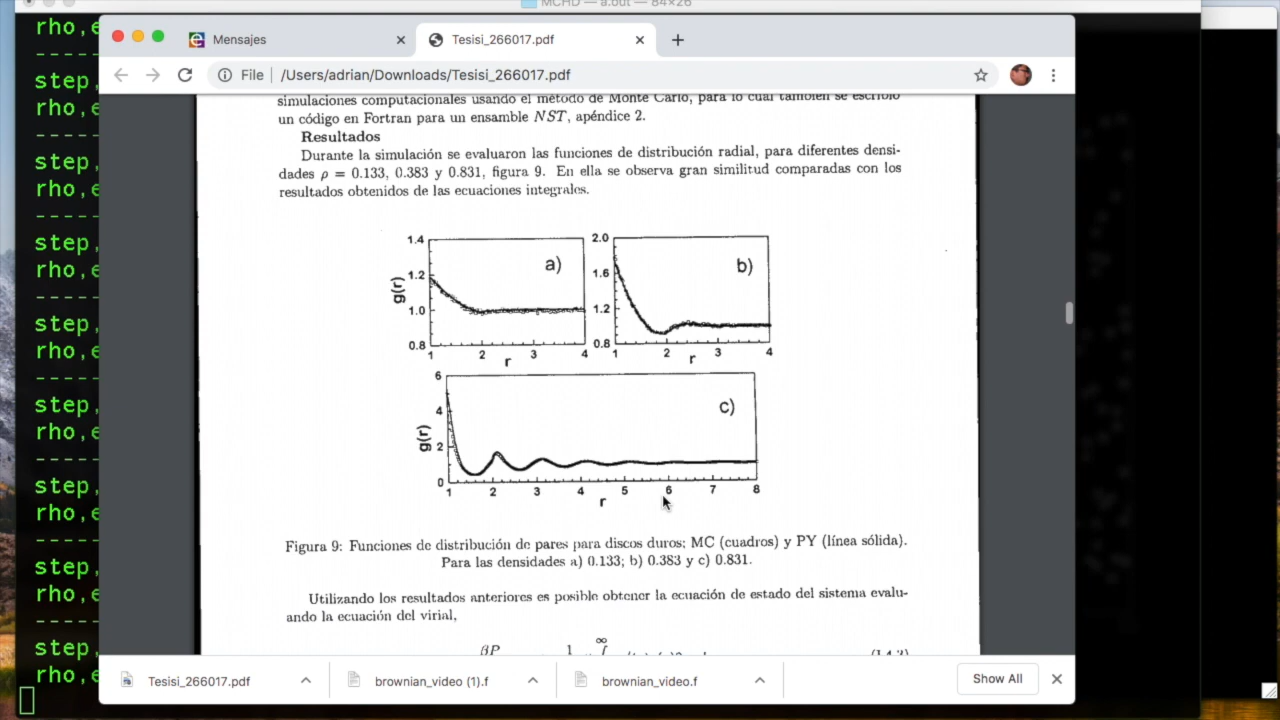 MCHD — a.out — 84×26
Mensajes
Tesisi_266017.pdf
File | /Users/adrian/Downloads/Tesisi_266017.pdf
simulaciones computacionales usando el método de Monte Carlo, para lo cual también se escribió
un código en Fortran para un ensamble NST, apéndice 2.
Resultados
Durante la simulación se evaluaron las funciones de distribución radial, para diferentes densi-
dades ρ = 0.133, 0.383 y 0.831, figura 9. En ella se observa gran similitud comparadas con los
resultados obtenidos de las ecuaciones integrales.
1.4
1.2
1.0
0.8
g(r)
a)
1 2 3 4
r
2.0
1.6
1.2
0.8
b)
1 2 3 4
r
6
4
2
0
g(r)
c)
1 2 3 4 5 6 7 8
r
Figura 9: Funciones de distribución de pares para discos duros; MC (cuadros) y PY (línea sólida).
Para las densidades a) 0.133; b) 0.383 y c) 0.831.
Utilizando los resultados anteriores es posible obtener la ecuación de estado del sistema evalu-
ando la ecuación del virial,
βP 1 ∞
Tesisi_266017.pdf
brownian_video (1).f
brownian_video.f
Show All
rho,e
step,
rho,e
step,
rho,e
step,
rho,e
step,
rho,e
step,
rho,e
step,
rho,e
step,
rho,e
step,
rho,e